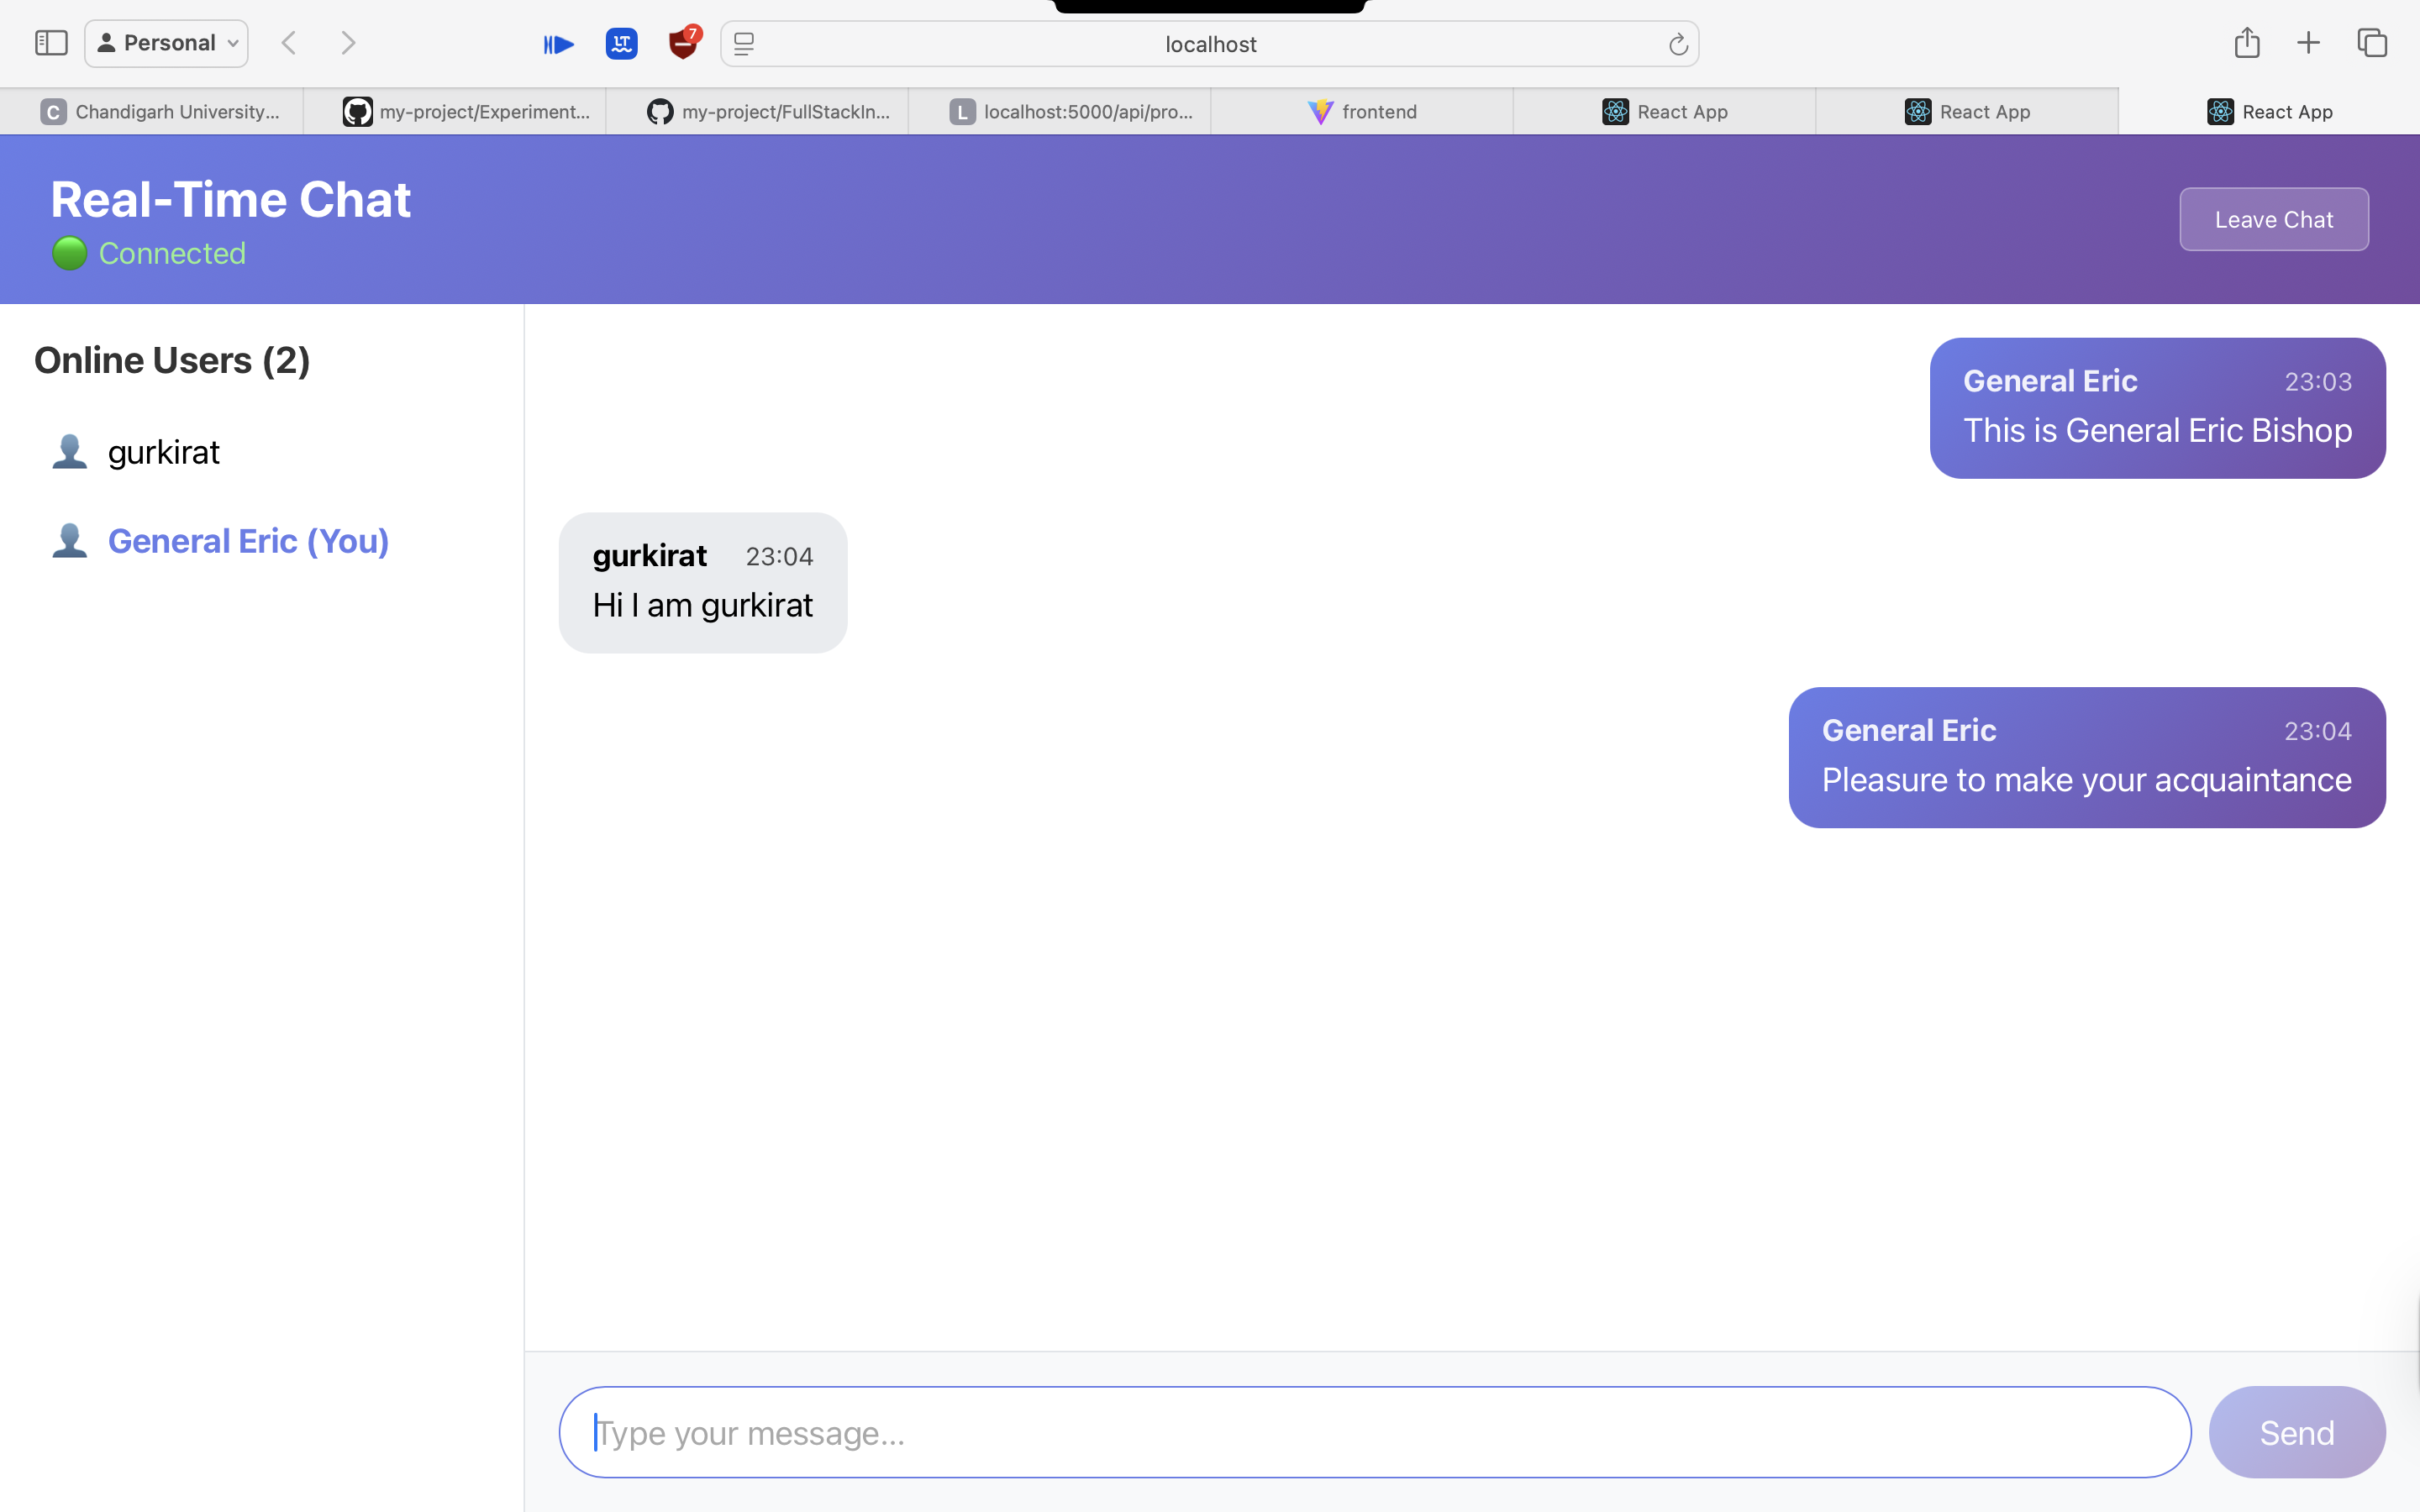 Personal
7
localhost
C Chandigarh University...
my-project/Experiment...
my-project/FullStackIn...
L localhost:5000/api/pro...
frontend
React App
React App
React App
Real-Time Chat
Connected
Leave Chat
Online Users (2)
gurkirat
General Eric (You)
General Eric 23:03
This is General Eric Bishop
gurkirat 23:04
Hi I am gurkirat
General Eric 23:04
Pleasure to make your acquaintance
Type your message...
Send